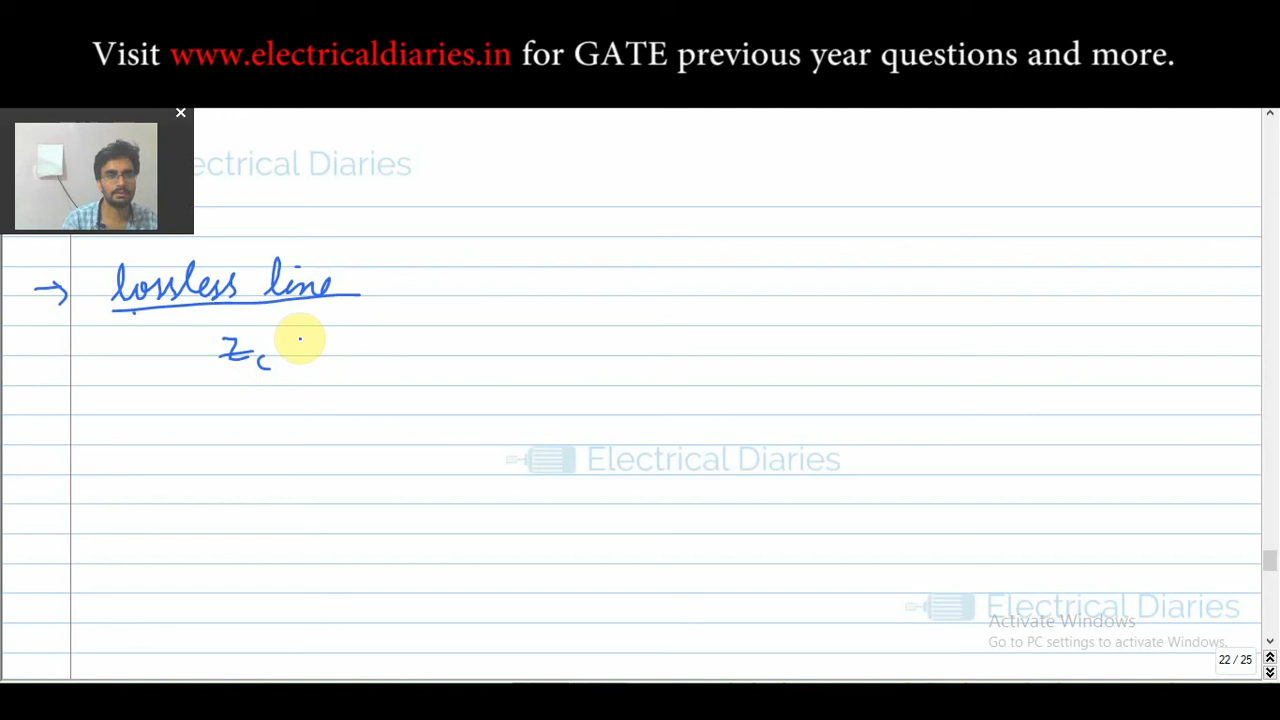 Visit www.electricaldiaries.in for GATE previous year questions and more.
×
ectrical Diaries
→ lossless line
Zc
Electrical Diaries
Electrical Diaries
Activate Windows
Go to PC settings to activate Windows.
22 / 25